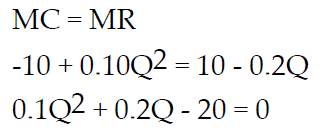 MC = MR
-10 + 0.10Q2 = 10 - 0.2Q
0.1Q2 + 0.2Q - 20 = 0